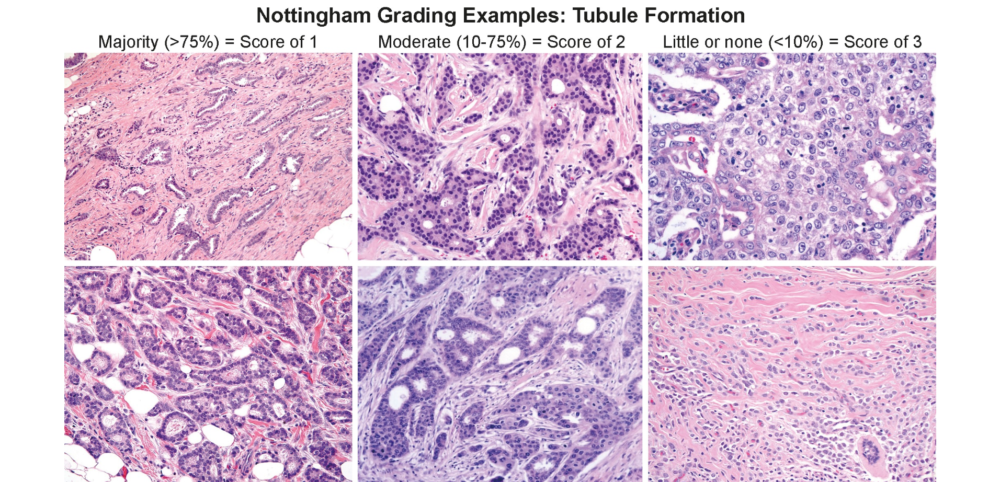 Nottingham Grading Examples: Tubule Formation
Majority (>75%) = Score of 1
Moderate (10-75%) = Score of 2
Little or none (<10%) = Score of 3